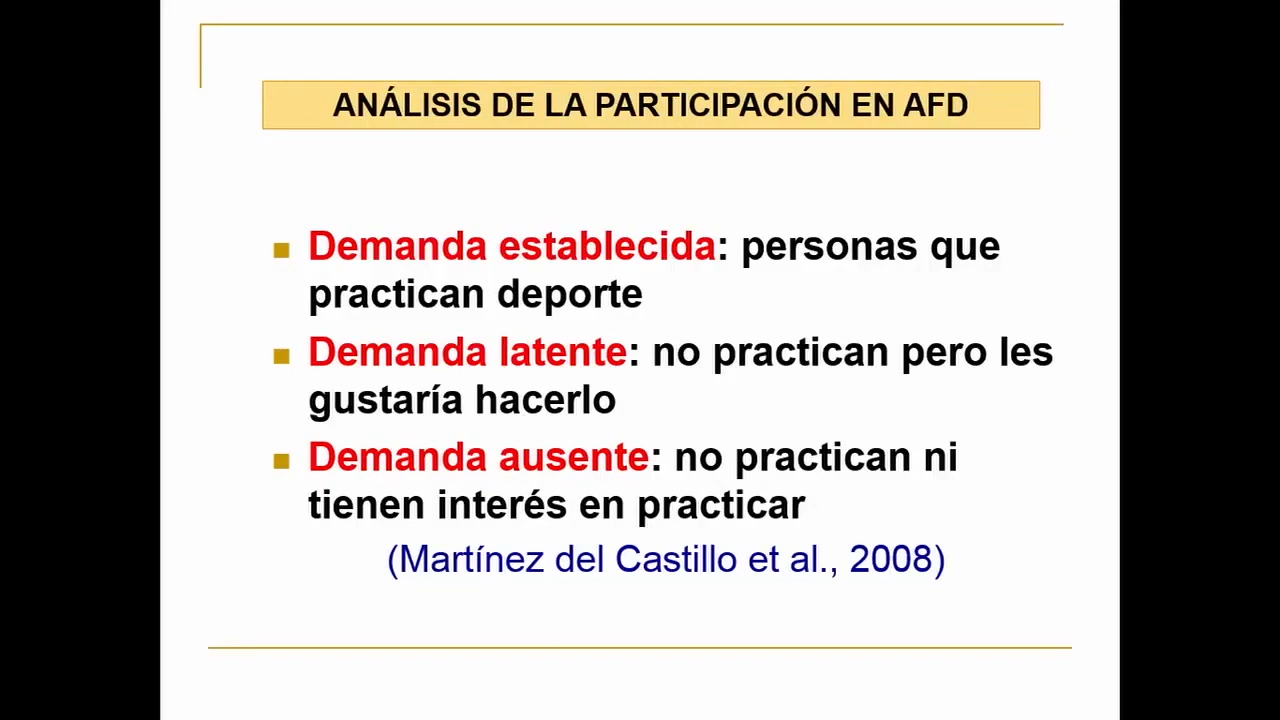 ANÁLISIS DE LA PARTICIPACIÓN EN AFD
Demanda establecida: personas que
practican deporte
Demanda latente: no practican pero les
gustaría hacerlo
Demanda ausente: no practican ni
tienen interés en practicar
(Martínez del Castillo et al., 2008)